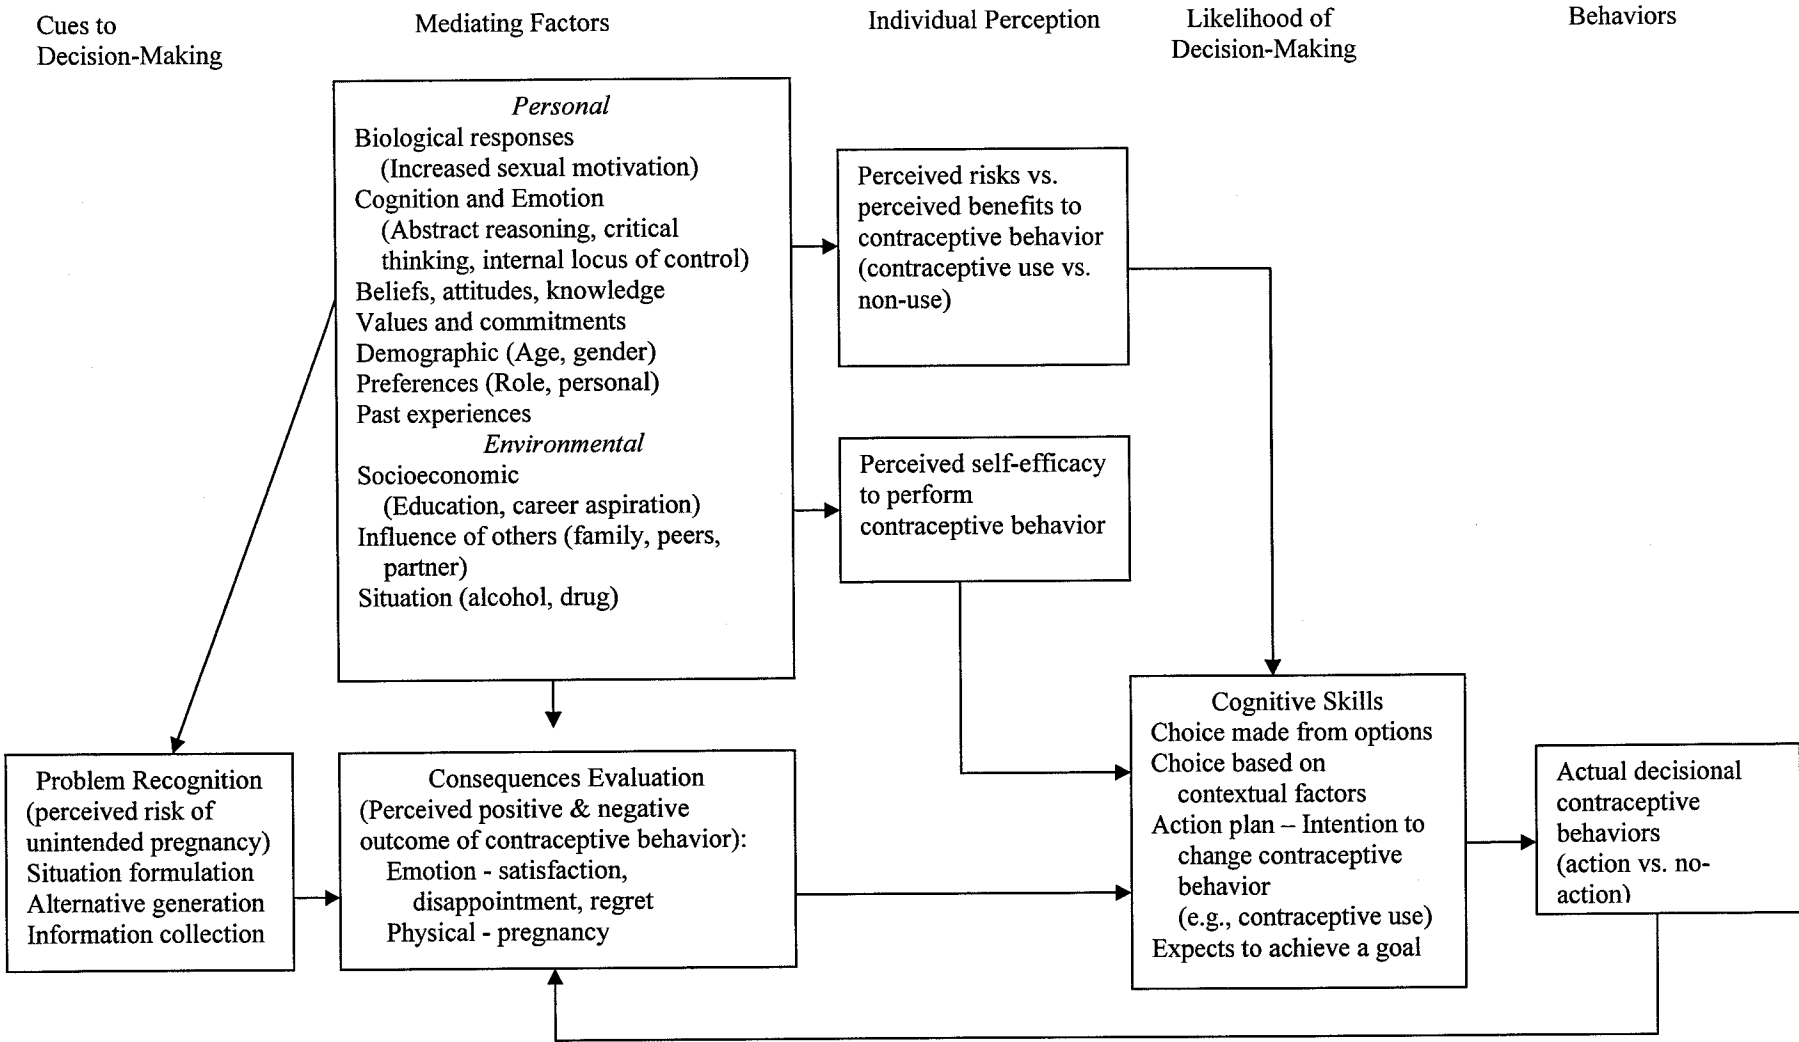 Cues to
Decision-Making
Mediating Factors
Individual Perception
Likelihood of
Decision-Making
Behaviors
Personal
Biological responses
(Increased sexual motivation)
Cognition and Emotion
(Abstract reasoning, critical
thinking, internal locus of control)
Beliefs, attitudes, knowledge
Values and commitments
Demographic (Age, gender)
Preferences (Role, personal)
Past experiences
Environmental
Socioeconomic
(Education, career aspiration)
Influence of others (family, peers,
partner)
Situation (alcohol, drug)
Perceived risks vs.
perceived benefits to
contraceptive behavior
(contraceptive use vs.
non-use)
Perceived self-efficacy
to perform
contraceptive behavior
Problem Recognition
(perceived risk of
unintended pregnancy)
Situation formulation
Alternative generation
Information collection
Consequences Evaluation
(Perceived positive & negative
outcome of contraceptive behavior):
Emotion - satisfaction,
disappointment, regret
Physical - pregnancy
Cognitive Skills
Choice made from options
Choice based on
contextual factors
Action plan – Intention to
change contraceptive
behavior
(e.g., contraceptive use)
Expects to achieve a goal
Actual decisional
contraceptive
behaviors
(action vs. no-
action)